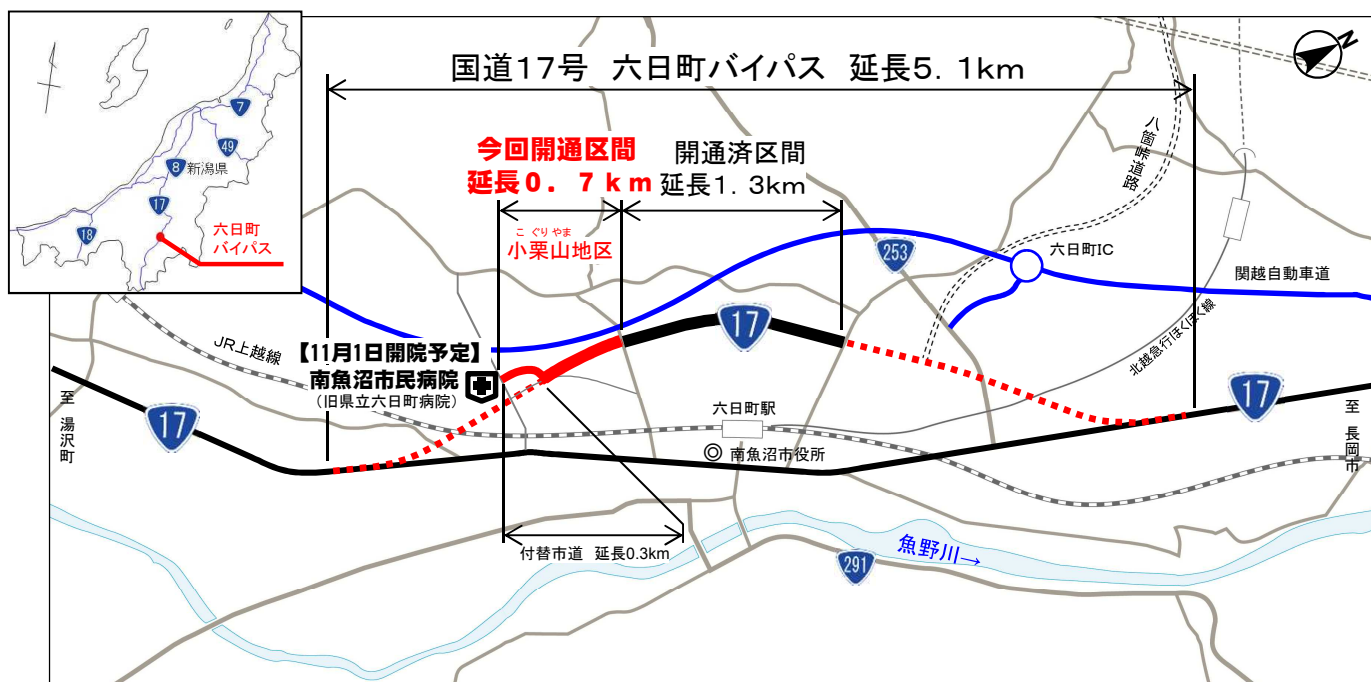 国道17号 六日町バイパス 延長5.1km
N
7
49
8
新潟県
17
18
六日町
バイパス
今回開通区間
延長0.7km
開通済区間
延長1.3km
こぐりやま
小栗山地区
八箇峠道路
253
六日町IC
関越自動車道
北越急行ほくほく線
17
JR上越線
【11月1日開院予定】
南魚沼市民病院
(旧県立六日町病院)
至 湯沢町
17
六日町駅
南魚沼市役所
17
至 長岡市
付替市道 延長0.3km
魚野川→
291